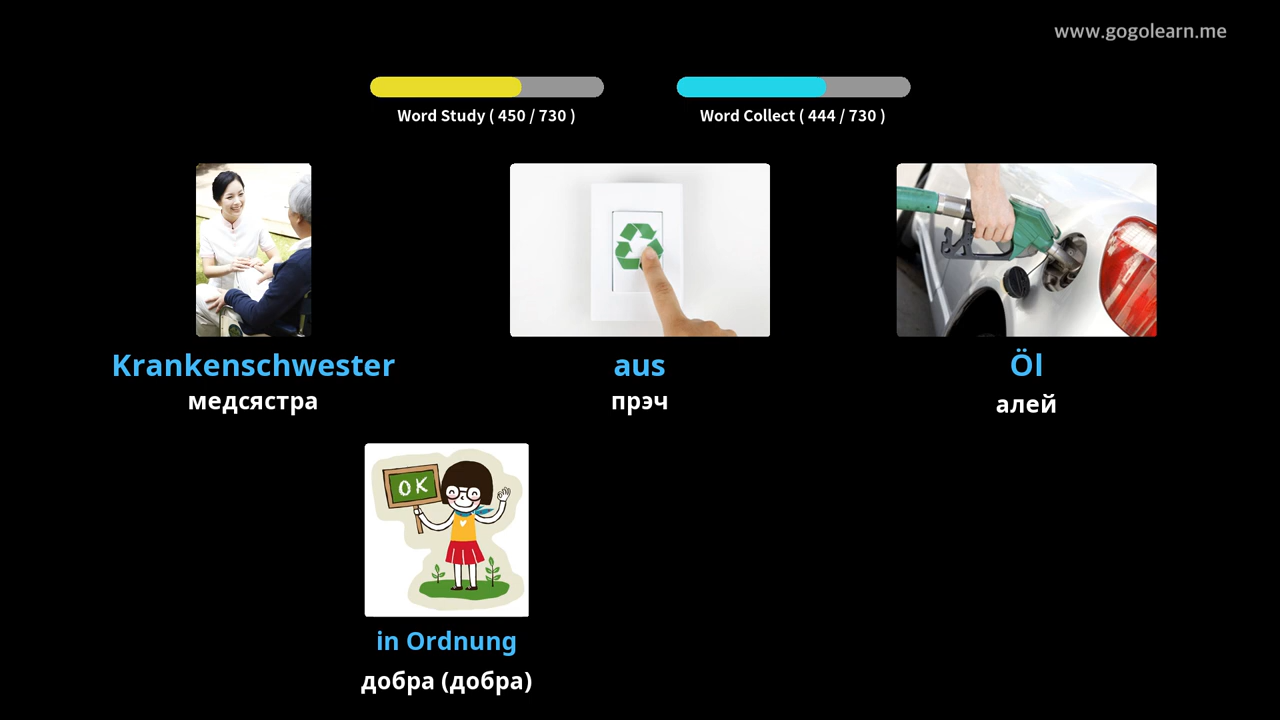 www.gogolearn.me
Word Study ( 450 / 730 )
Word Collect ( 444 / 730 )
Krankenschwester
медсястра
aus
прэч
Öl
алей
OK
in Ordnung
добра (добра)